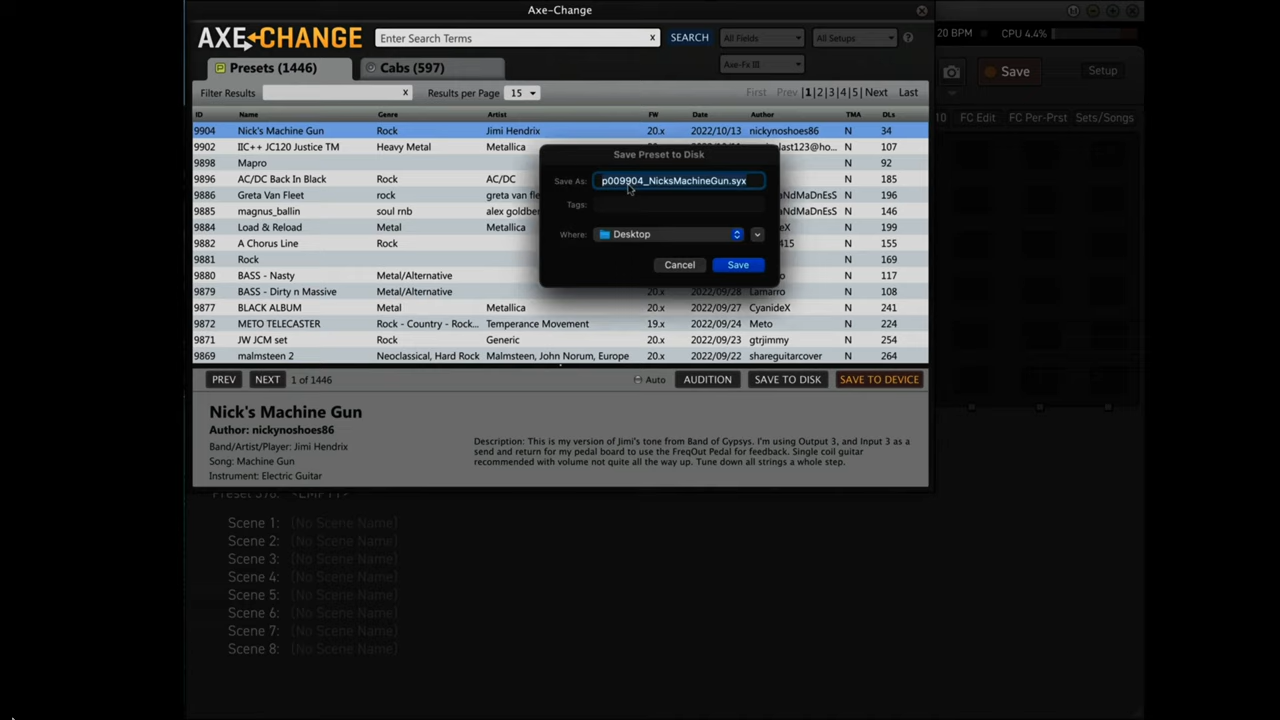 Axe-Change
AXE CHANGE
Enter Search Terms x SEARCH All Fields All Setups ?
Axe-Fx III
20 BPM CPU 4.4%
Save Setup
Presets (1446) Cabs (597)
Filter Results x Results per Page 15 First Prev |1|2|3|4|5| Next Last
10 FC Edit FC Per-Prst Sets/Songs
ID Name Genre Artist FW Date Author TMA DLs
9904 Nick's Machine Gun Rock Jimi Hendrix 20.x 2022/10/13 nickynoshoes86 N 34
9902 IIC++ JC120 Justice TM Heavy Metal Metallica last123@ho... N 107
9898 Mapro N 92
9896 AC/DC Back In Black Rock AC/DC N 185
9886 Greta Van Fleet rock greta van fle aNdMaDnEsS N 196
9885 magnus_ballin soul rnb alex goldber aNdMaDnEsS N 146
9884 Load & Reload Metal Metallica eX N 199
9882 A Chorus Line Rock 415 N 155
9881 Rock N 169
9880 BASS - Nasty Metal/Alternative N 117
9879 BASS - Dirty n Massive Metal/Alternative 20.x 2022/09/28 Lamarro N 108
9877 BLACK ALBUM Metal Metallica 20.x 2022/09/27 CyanideX N 241
9872 METO TELECASTER Rock - Country - Rock... Temperance Movement 19.x 2022/09/24 Meto N 224
9871 JW JCM set Rock Generic 20.x 2022/09/23 gtrjimmy N 254
9869 malmsteen 2 Neoclassical, Hard Rock Malmsteen, John Norum, Europe 20.x 2022/09/22 shareguitarcover N 264
Save Preset to Disk
Save As: p009904_NicksMachineGun.syx
Tags:
Where: Desktop
Cancel Save
PREV NEXT 1 of 1446 Auto AUDITION SAVE TO DISK SAVE TO DEVICE
Nick's Machine Gun
Author: nickynoshoes86
Band/Artist/Player: Jimi Hendrix
Song: Machine Gun
Instrument: Electric Guitar
Description: This is my version of Jimi's tone from Band of Gypsys. I'm using Output 3, and Input 3 as a
send and return for my pedal board to use the FreqOut Pedal for feedback. Single coil guitar
recommended with volume not quite all the way up. Tune down all strings a whole step.
Scene 1: (No Scene Name)
Scene 2: (No Scene Name)
Scene 3: (No Scene Name)
Scene 4: (No Scene Name)
Scene 5: (No Scene Name)
Scene 6: (No Scene Name)
Scene 7: (No Scene Name)
Scene 8: (No Scene Name)